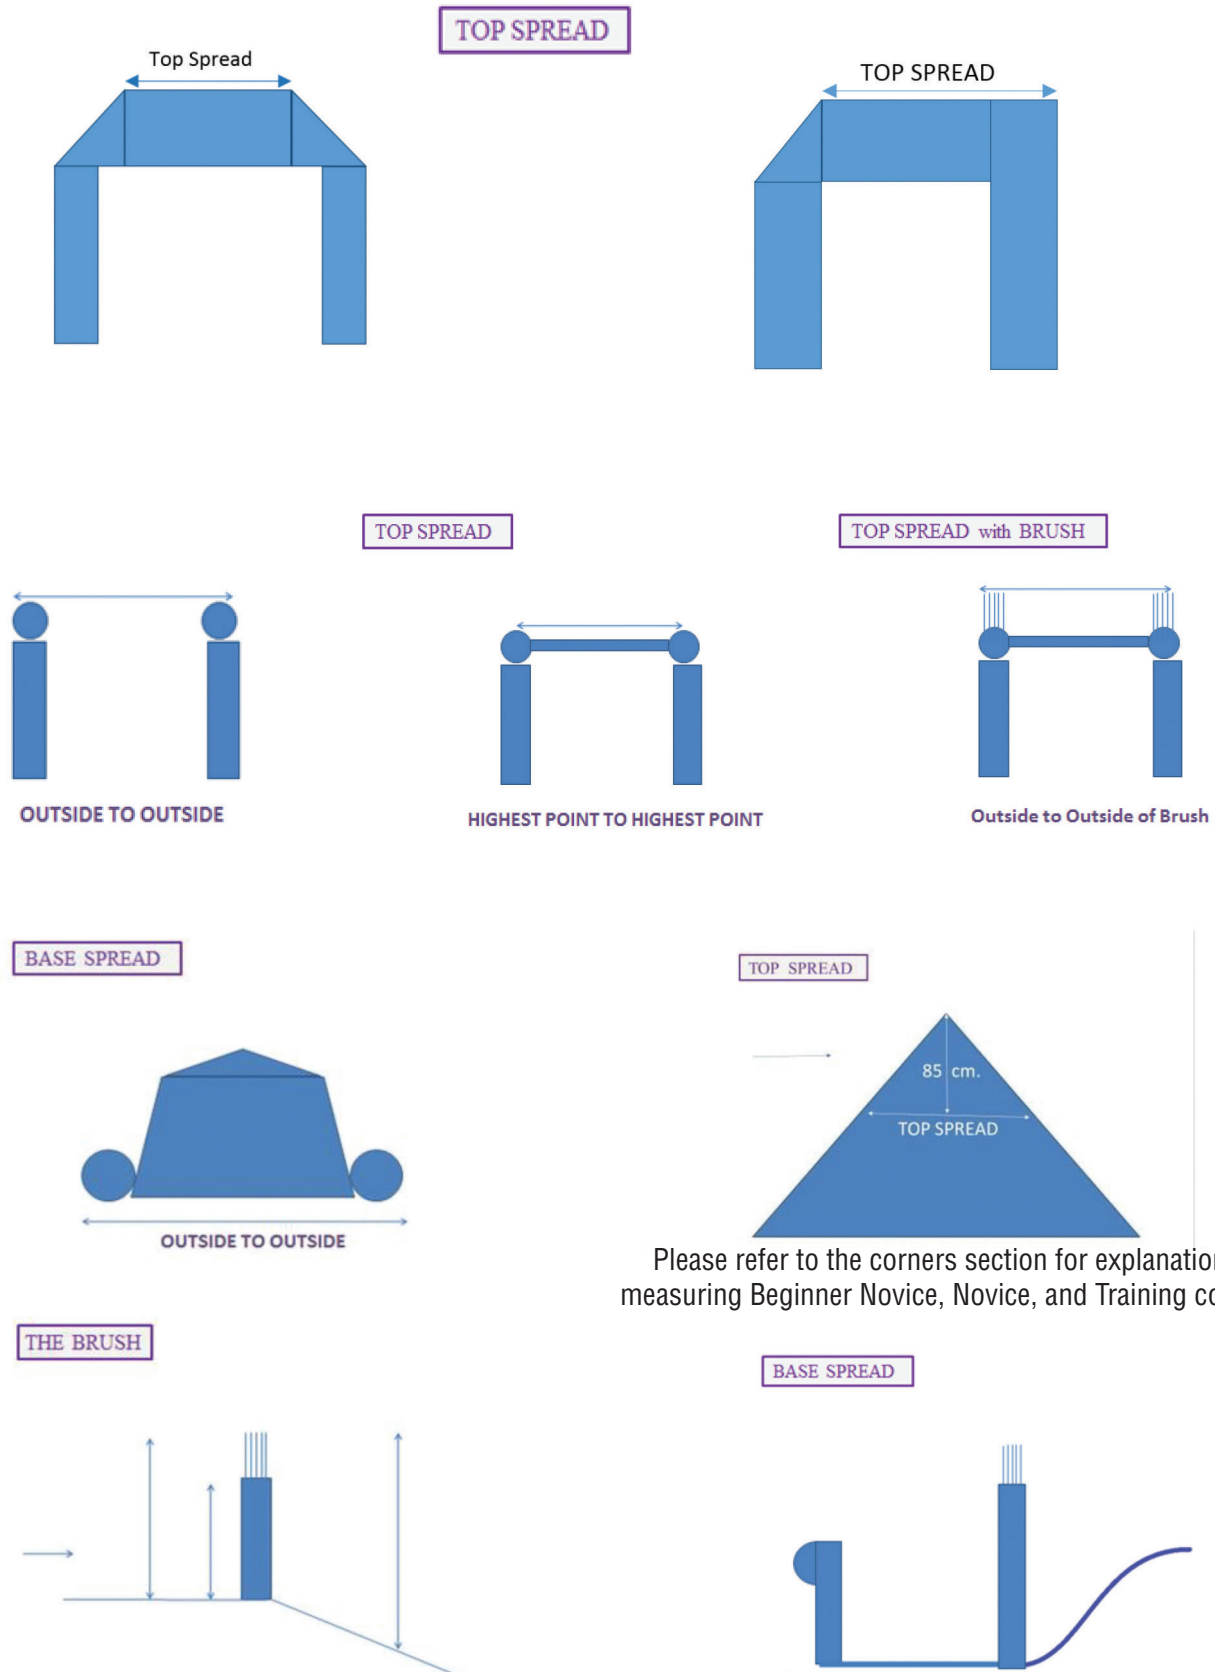 TOP SPREAD
Top Spread
TOP SPREAD
TOP SPREAD
TOP SPREAD with BRUSH
OUTSIDE TO OUTSIDE
HIGHEST POINT TO HIGHEST POINT
Outside to Outside of Brush
BASE SPREAD
TOP SPREAD
85 cm.
TOP SPREAD
OUTSIDE TO OUTSIDE
Please refer to the corners section for explanation
measuring Beginner Novice, Novice, and Training co
THE BRUSH
BASE SPREAD